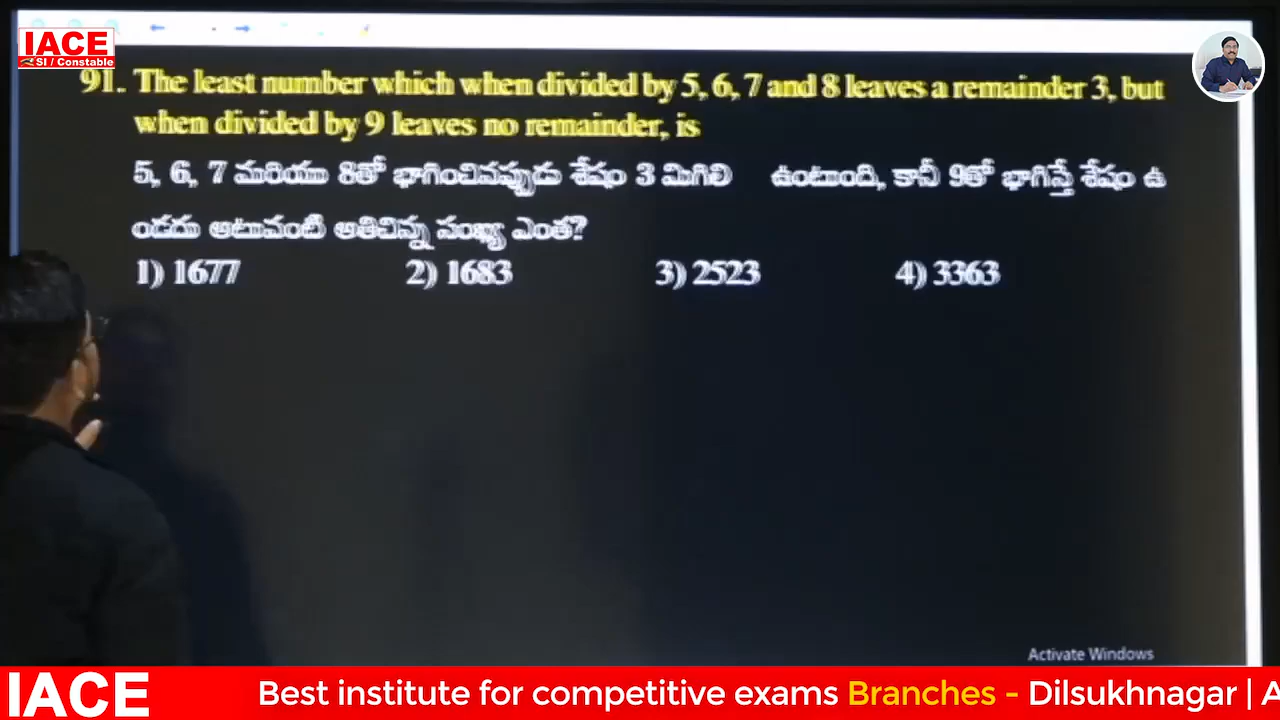 IACE
SI / Constable
91. The least number which when divided by 5, 6, 7 and 8 leaves a remainder 3, but
when divided by 9 leaves no remainder, is
5, 6, 7 మరియు 8తో భాగించినప్పుడు శేషం 3 మిగిలి ఉంటుంది, కానీ 9తో భాగిస్తే శేషం ఉ
ండదు అటువంటి అతిచిన్న సంఖ్య ఎంత?
1) 1677 2) 1683 3) 2523 4) 3363
Activate Windows
IACE Best institute for competitive exams Branches - Dilsukhnagar | A